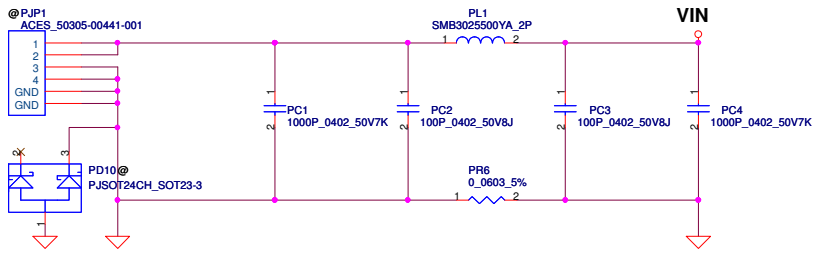 @PJP1
ACES_50305-00441-001
1
2
3
4
GND
GND
PL1
SMB3025500YA_2P
1
2
VIN
1
2
PC1
1000P_0402_50V7K
1
2
PC2
100P_0402_50V8J
1
2
PC3
100P_0402_50V8J
1
2
PC4
1000P_0402_50V7K
2
3
PD10@
PJSOT24CH_SOT23-3
1
PR6
0_0603_5%
1
2